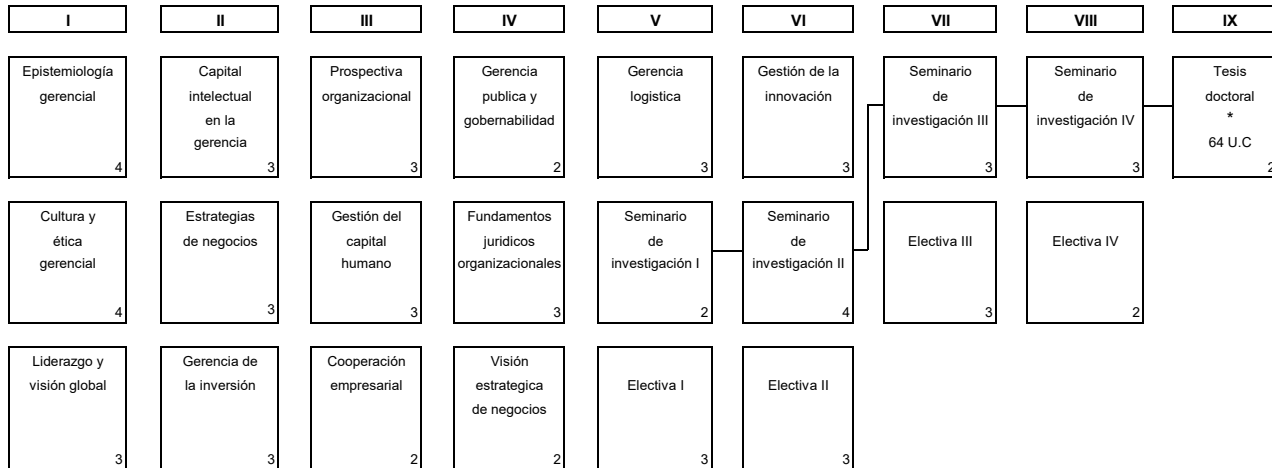 I
II
III
IV
V
VI
VII
VIII
IX
Epistemología
gerencial
4
Capital
intelectual
en la
gerencia
3
Prospectiva
organizacional
3
Gerencia
publica y
gobernabilidad
2
Gerencia
logistica
3
Gestión de la
innovación
3
Seminario
de
investigación III
3
Seminario
de
investigación IV
3
Tesis
doctoral
*
64 U.C
2
Cultura y
ética
gerencial
4
Estrategias
de negocios
3
Gestión del
capital
humano
3
Fundamentos
juridicos
organizacionales
3
Seminario
de
investigación I
2
Seminario
de
investigación II
4
Electiva III
3
Electiva IV
2
Liderazgo y
visión global
3
Gerencia de
la inversión
3
Cooperación
empresarial
2
Visión
estrategica
de negocios
2
Electiva I
3
Electiva II
3